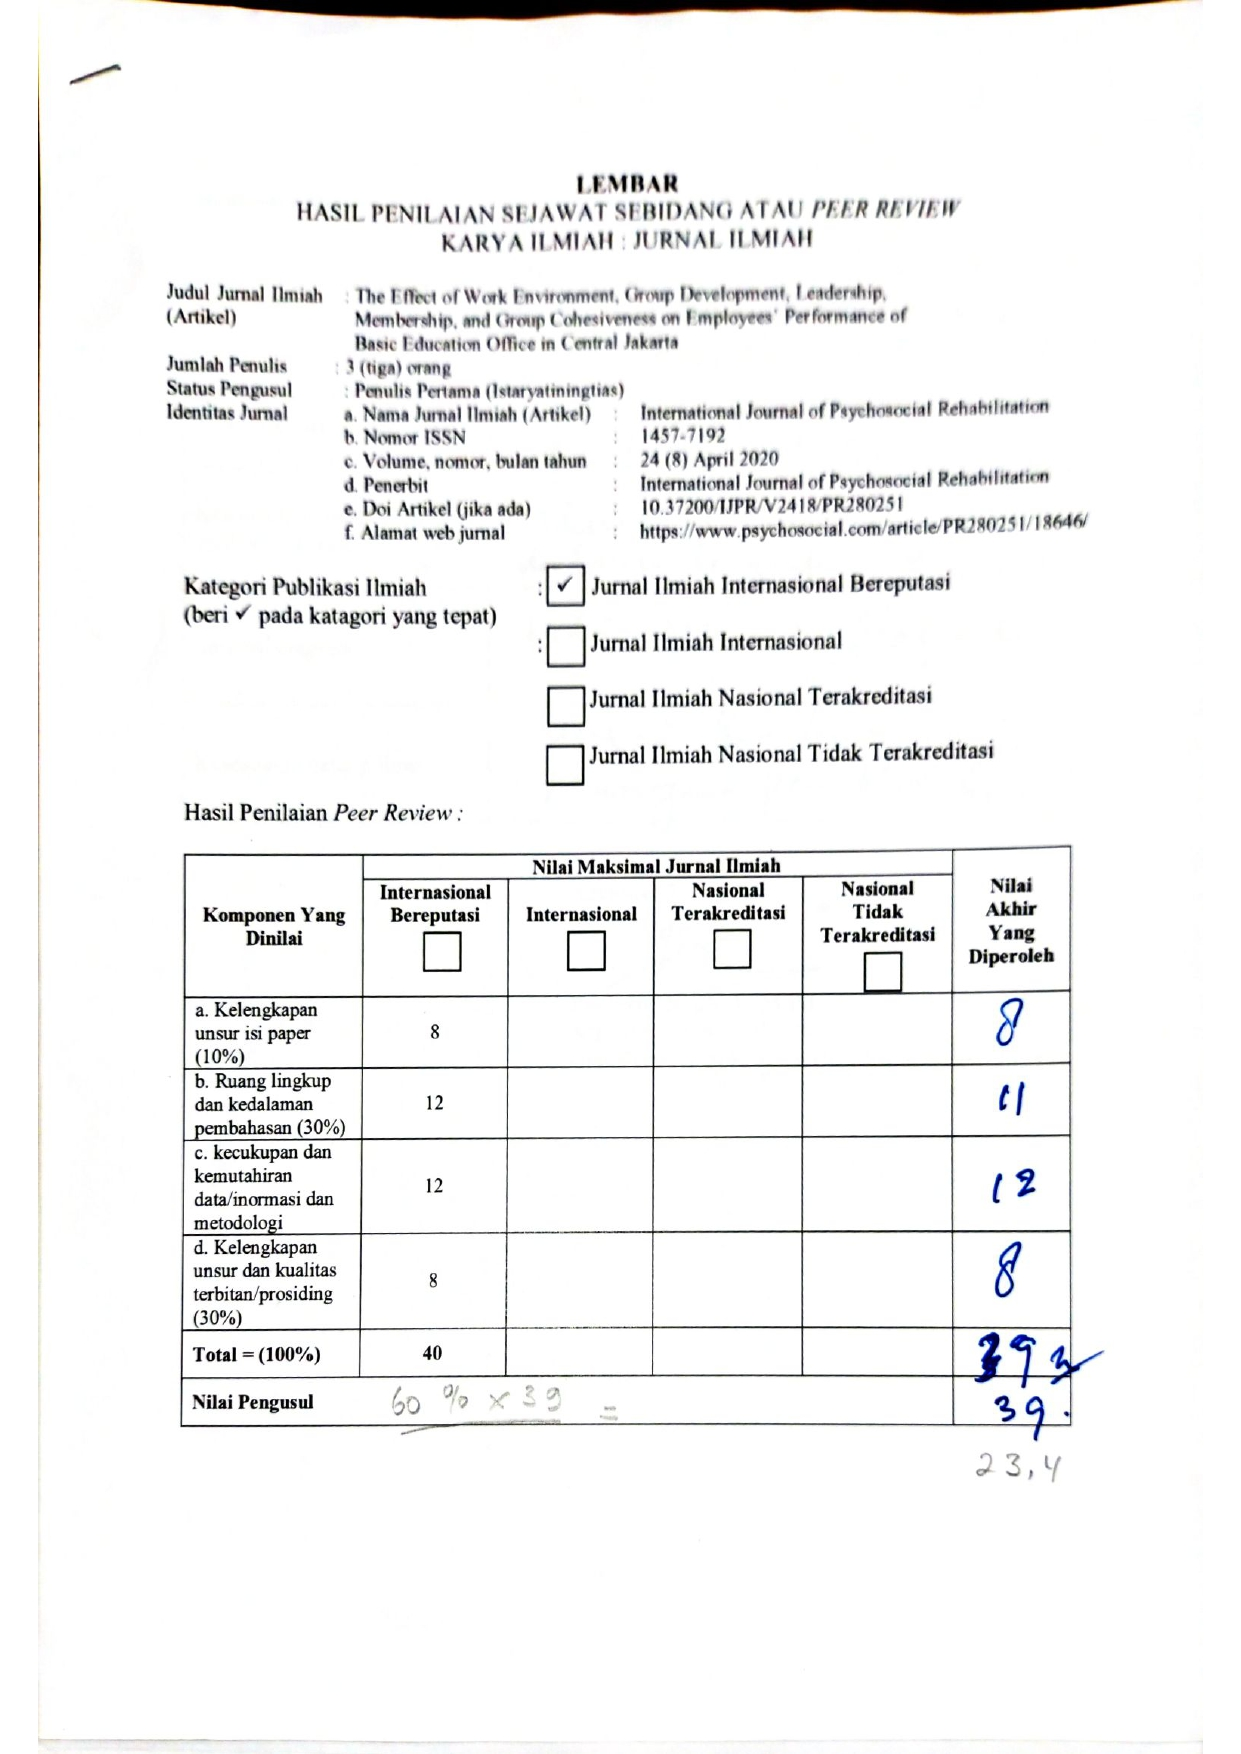 LEMBAR
HASIL PENILAIAN SEJAWAT SEBIDANG ATAU PEER REVIEW
KARYA ILMIAH : JURNAL ILMIAH
Judul Jurnal Ilmiah : The Effect of Work Environment, Group Development, Leadership,
(Artikel) Membership, and Group Cohesiveness on Employees' Performance of
Basic Education Office in Central Jakarta
Jumlah Penulis : 3 (tiga) orang
Status Pengusul : Penulis Pertama (Istaryatiningtias)
Identitas Jurnal a. Nama Jurnal Ilmiah (Artikel) : International Journal of Psychosocial Rehabilitation
b. Nomor ISSN : 1457-7192
c. Volume, nomor, bulan tahun : 24 (8) April 2020
d. Penerbit : International Journal of Psychosocial Rehabilitation
e. Doi Artikel (jika ada) : 10.37200/IJPR/V2418/PR280251
f. Alamat web jurnal : https://www.psychosocial.com/article/PR280251/18646/
Kategori Publikasi Ilmiah : ✓ Jurnal Ilmiah Internasional Bereputasi
(beri ✓ pada katagori yang tepat)
: Jurnal Ilmiah Internasional
Jurnal Ilmiah Nasional Terakreditasi
Jurnal Ilmiah Nasional Tidak Terakreditasi
Hasil Penilaian Peer Review :
Komponen Yang
Dinilai
Nilai Maksimal Jurnal Ilmiah
Internasional
Bereputasi
Internasional
Nasional
Terakreditasi
Nasional
Tidak
Terakreditasi
Nilai
Akhir
Yang
Diperoleh
a. Kelengkapan
unsur isi paper
(10%)
8
8
b. Ruang lingkup
dan kedalaman
pembahasan (30%)
12
11
c. kecukupan dan
kemutahiran
data/inormasi dan
metodologi
12
12
d. Kelengkapan
unsur dan kualitas
terbitan/prosiding
(30%)
8
8
Total = (100%) 40 39
Nilai Pengusul 60 % x 39 = 39.
23,4